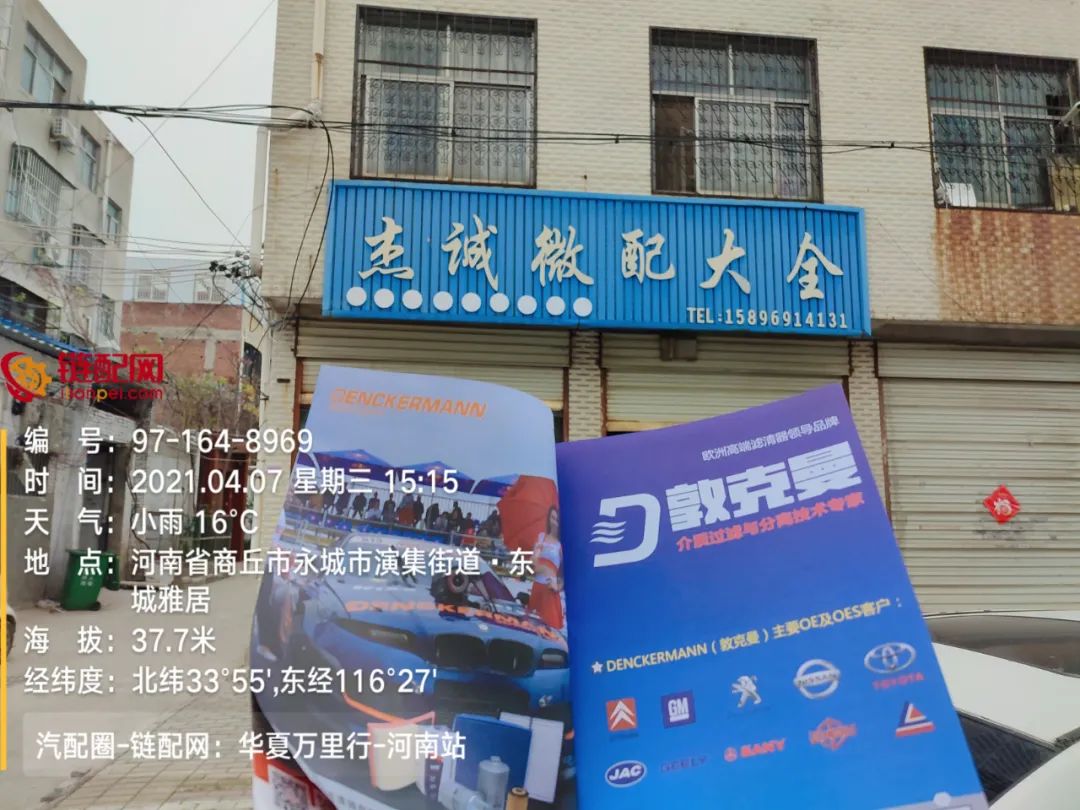 杰诚微配大全
TEL:15896914131
链配网
isoupei.com
编 号：97-164-8969
时 间：2021.04.07 星期三 15:15
天 气：小雨 16°C
地 点：河南省商丘市永城市演集街道·东
城雅居
海 拔：37.7米
经纬度：北纬33°55',东经116°27'
汽配圈-链配网：华夏万里行-河南站
DENCKERMANN
DENCKERMANN
欧洲高端滤清器领导品牌
敦克曼
介质过滤与分离技术专家
★DENCKERMANN（敦克曼）主要OE及OES客户：
GM
NISSAN
TOYOTA
JAC
GEELY
SANY